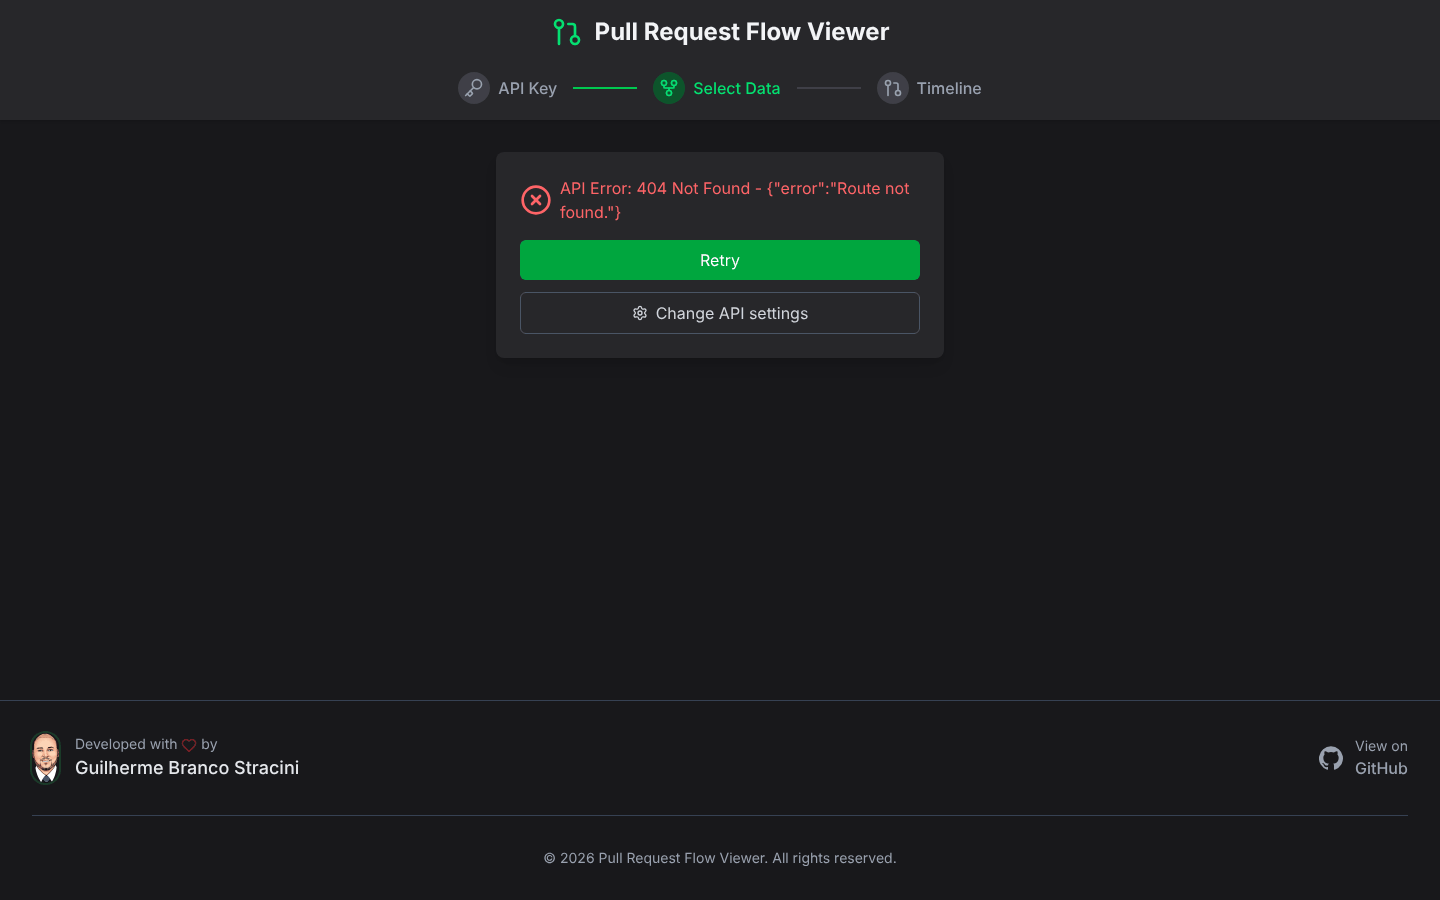 Pull Request Flow Viewer
API Key
Select Data
Timeline
API Error: 404 Not Found - {"error":"Route not
found."}
Retry
Change API settings
Developed with by
Guilherme Branco Stracini
View on
GitHub
© 2026 Pull Request Flow Viewer. All rights reserved.